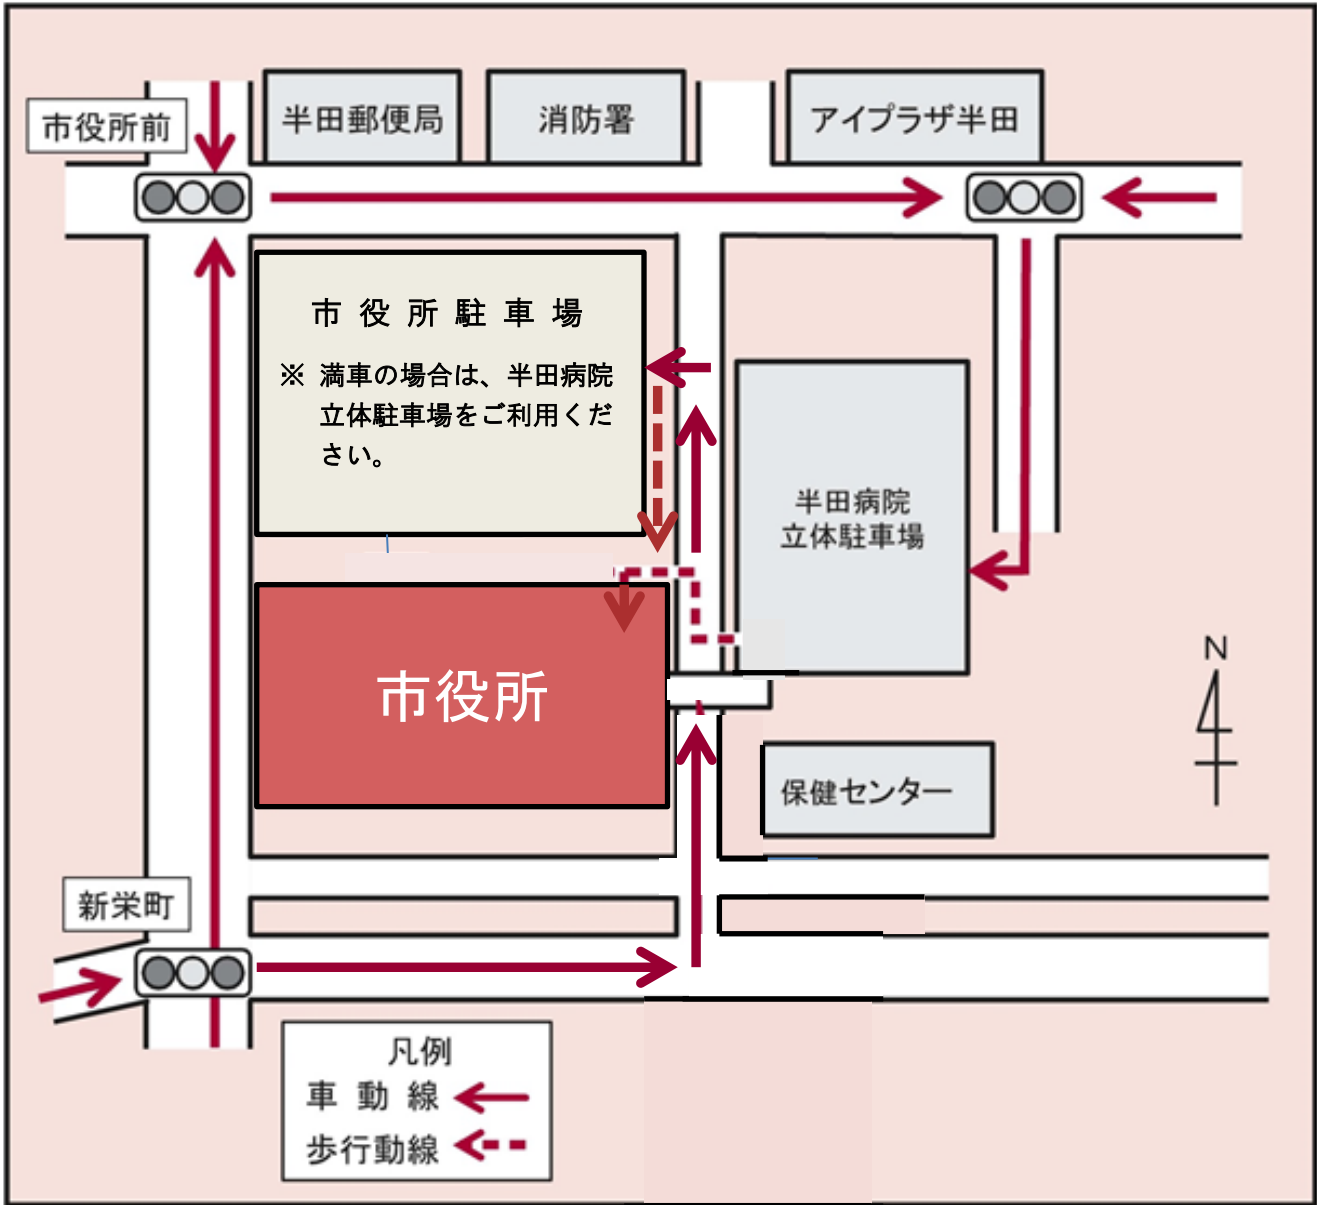 市役所前
半田郵便局
消防署
アイプラザ半田
市役所駐車場
※ 満車の場合は、半田病院
立体駐車場をご利用くだ
さい。
半田病院
立体駐車場
市役所
N
保健センター
新栄町
凡例
車動線
歩行動線